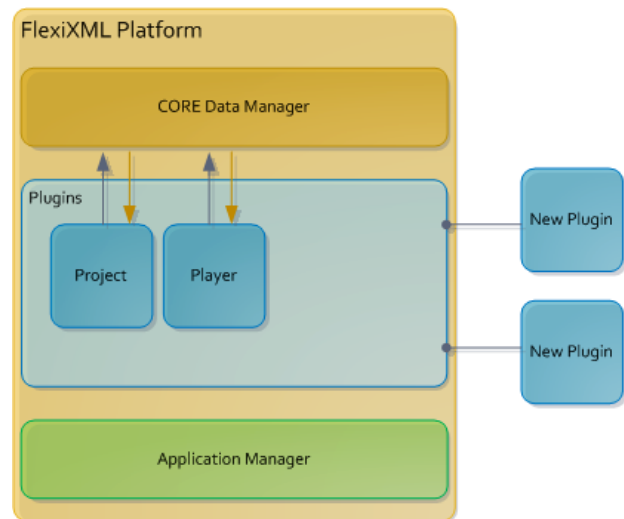 FlexiXML Platform
CORE Data Manager
Plugins
Project
Player
New Plugin
New Plugin
Application Manager